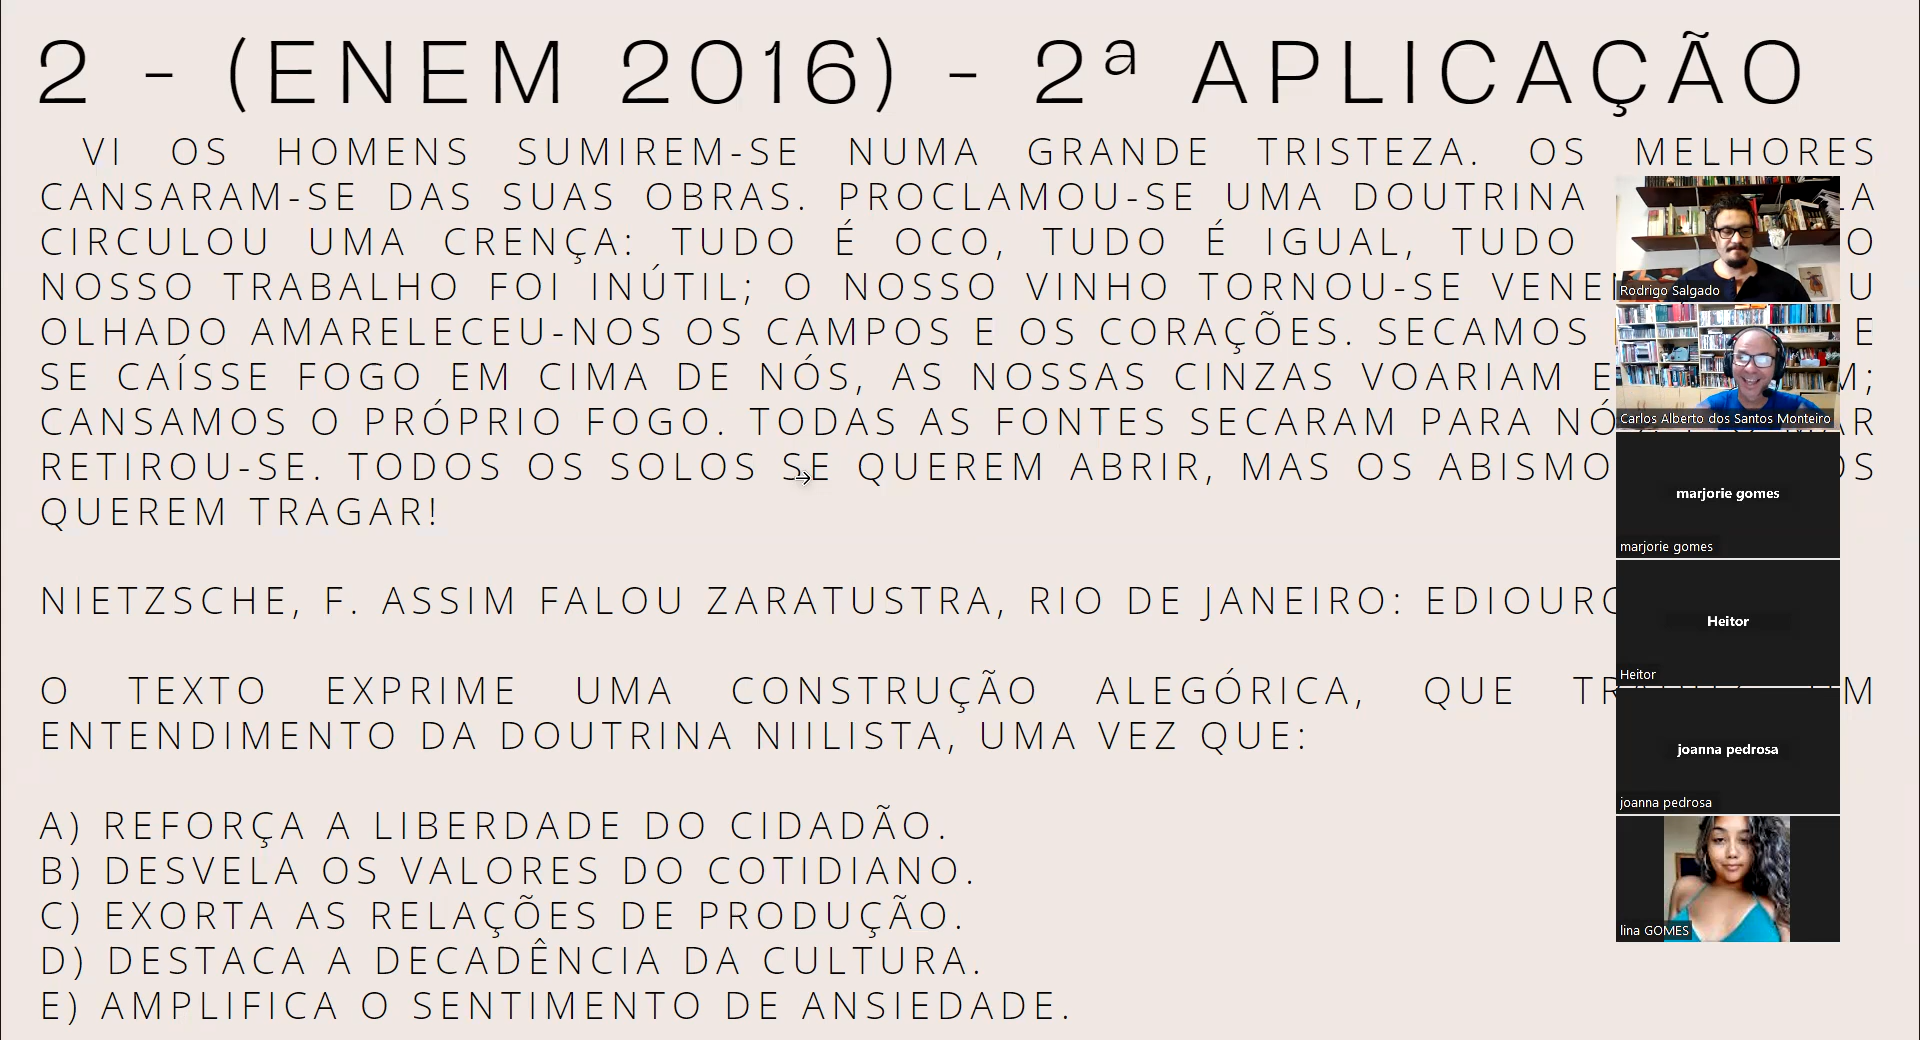 2 - (ENEM 2016) - 2ª APLICAÇÃO
VI OS HOMENS SUMIREM-SE NUMA GRANDE TRISTEZA. OS MELHORES
CANSARAM-SE DAS SUAS OBRAS. PROCLAMOU-SE UMA DOUTRINA
CIRCULOU UMA CRENÇA: TUDO É OCO, TUDO É IGUAL, TUDO
NOSSO TRABALHO FOI INÚTIL; O NOSSO VINHO TORNOU-SE
OLHADO AMARELECEU-NOS OS CAMPOS E OS CORAÇÕES. SECAMOS E
SE CAÍSSE FOGO EM CIMA DE NÓS, AS NOSSAS CINZAS VOARIAM
CANSAMOS O PRÓPRIO FOGO. TODAS AS FONTES SECARAM PARA
RETIROU-SE. TODOS OS SOLOS SE QUEREM ABRIR, MAS OS
QUEREM TRAGAR!
NIETZSCHE, F. ASSIM FALOU ZARATUSTRA, RIO DE JANEIRO:
O TEXTO EXPRIME UMA CONSTRUÇÃO ALEGÓRICA, QUE
ENTENDIMENTO DA DOUTRINA NIILISTA, UMA VEZ QUE:
A) REFORÇA A LIBERDADE DO CIDADÃO.
B) DESVELA OS VALORES DO COTIDIANO.
C) EXORTA AS RELAÇÕES DE PRODUÇÃO.
D) DESTACA A DECADÊNCIA DA CULTURA.
E) AMPLIFICA O SENTIMENTO DE ANSIEDADE.
Rodrigo Salgado
Carlos Alberto dos Santos Monteiro
marjorie gomes
marjorie gomes
Heitor
Heitor
joanna pedrosa
joanna pedrosa
lina GOMES